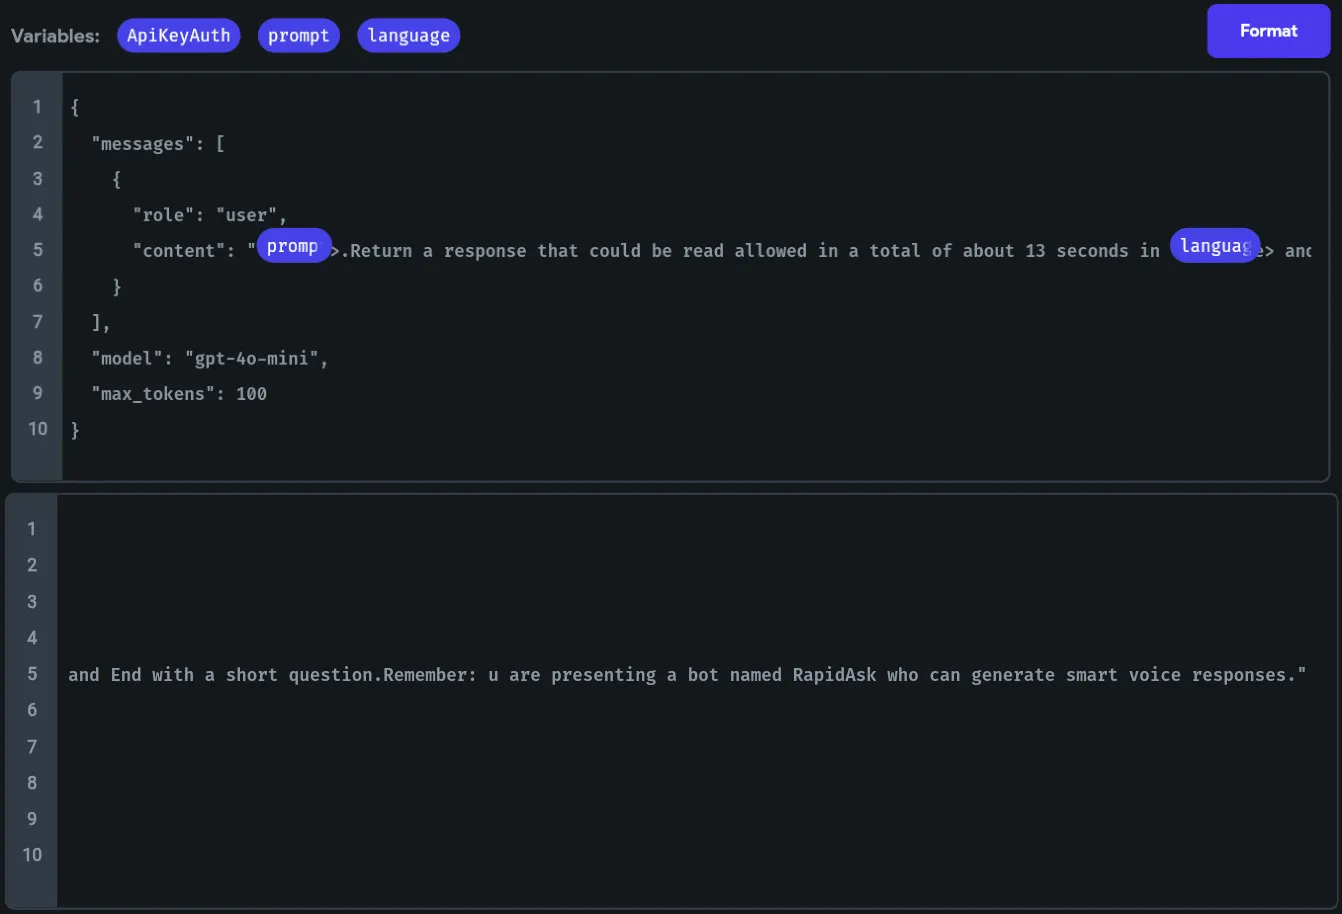 Variables: ApiKeyAuth prompt language Format
1 {
2 "messages": [
3 {
4 "role": "user",
5 "content": "promp>.Return a response that could be read allowed in a total of about 13 seconds in language> and
6 }
7 ],
8 "model": "gpt-4o-mini",
9 "max_tokens": 100
10 }
1
2
3
4
5 and End with a short question.Remember: u are presenting a bot named RapidAsk who can generate smart voice responses."
6
7
8
9
10